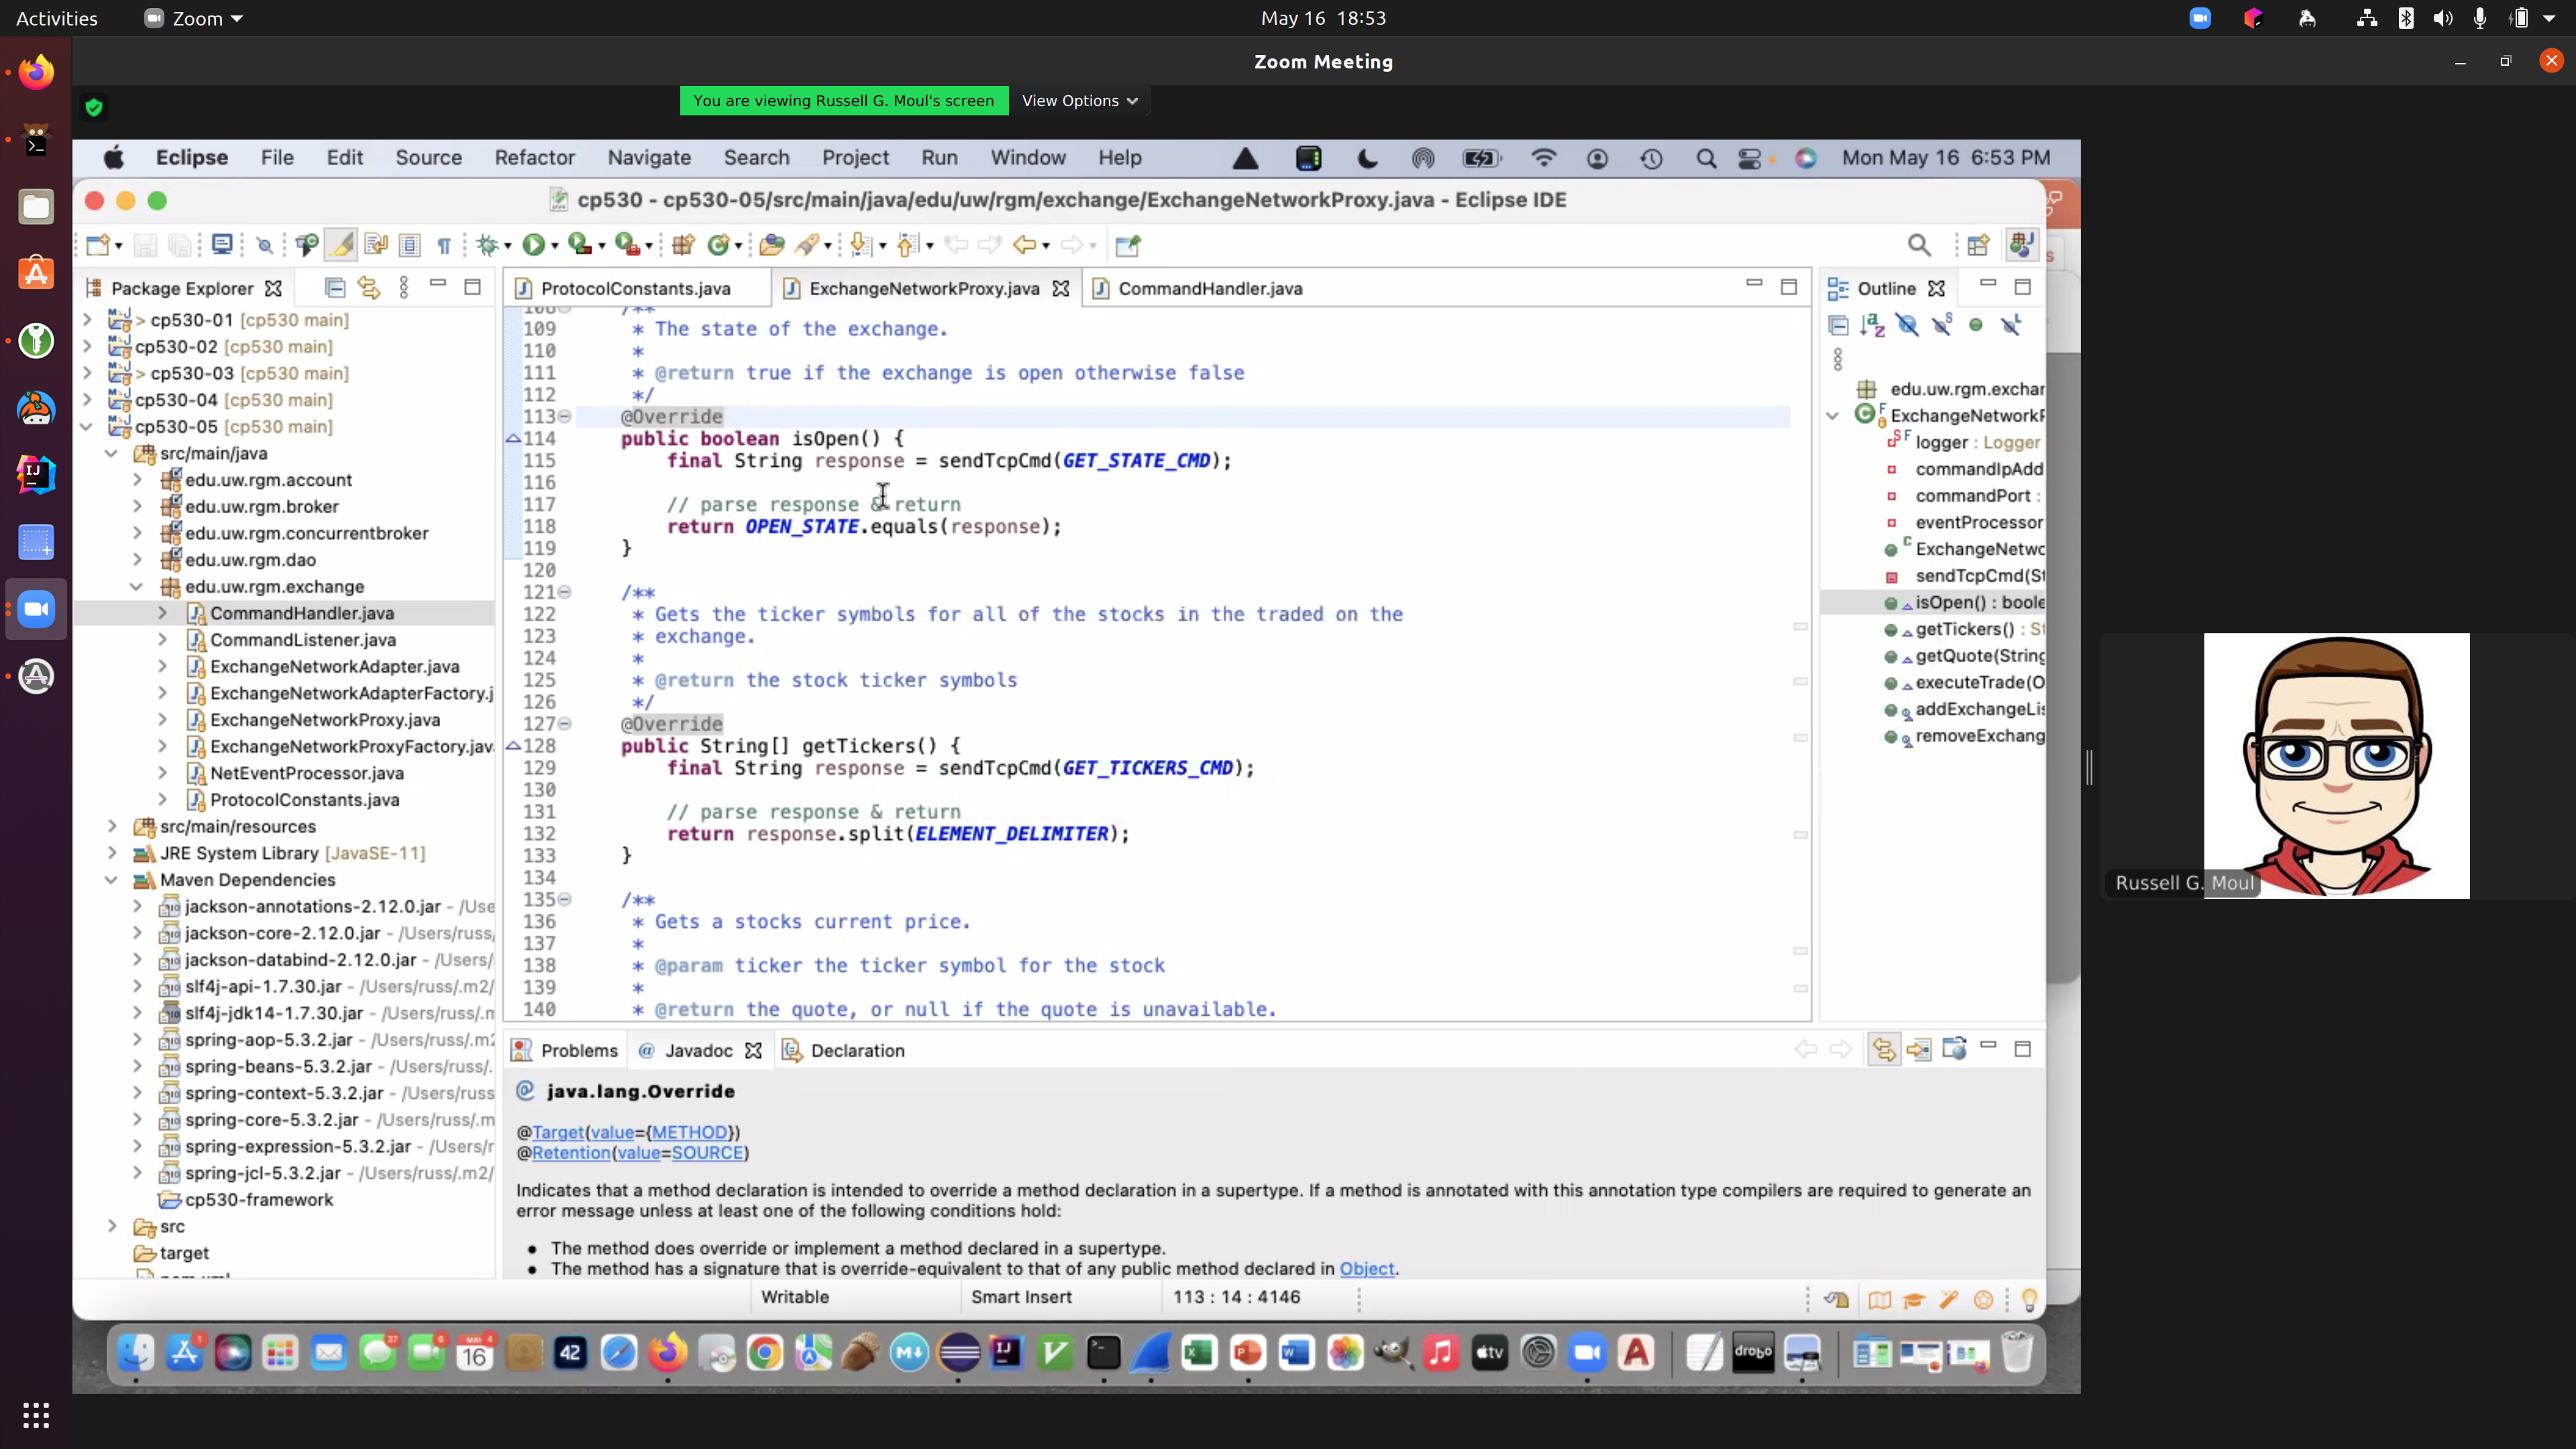 Activities
Zoom
May 16 18:53
Zoom Meeting
You are viewing Russell G. Moul's screen
View Options
Eclipse File Edit Source Refactor Navigate Search Project Run Window Help
Mon May 16 6:53 PM
cp530 - cp530-05/src/main/java/edu/uw/rgm/exchange/ExchangeNetworkProxy.java - Eclipse IDE
Package Explorer
> cp530-01 [cp530 main]
cp530-02 [cp530 main]
> cp530-03 [cp530 main]
cp530-04 [cp530 main]
cp530-05 [cp530 main]
src/main/java
edu.uw.rgm.account
edu.uw.rgm.broker
edu.uw.rgm.concurrentbroker
edu.uw.rgm.dao
edu.uw.rgm.exchange
CommandHandler.java
CommandListener.java
ExchangeNetworkAdapter.java
ExchangeNetworkAdapterFactory.j
ExchangeNetworkProxy.java
ExchangeNetworkProxyFactory.jav
NetEventProcessor.java
ProtocolConstants.java
src/main/resources
JRE System Library [JavaSE-11]
Maven Dependencies
jackson-annotations-2.12.0.jar - /Use
jackson-core-2.12.0.jar - /Users/russ/
jackson-databind-2.12.0.jar - /Users/
slf4j-api-1.7.30.jar - /Users/russ/.m2/
slf4j-jdk14-1.7.30.jar - /Users/russ/.m
spring-aop-5.3.2.jar - /Users/russ/.m2
spring-beans-5.3.2.jar - /Users/russ/.
spring-context-5.3.2.jar - /Users/russ
spring-core-5.3.2.jar - /Users/russ/.m
spring-expression-5.3.2.jar - /Users/r
spring-jcl-5.3.2.jar - /Users/russ/.m2/
cp530-framework
src
target
ProtocolConstants.java
ExchangeNetworkProxy.java
CommandHandler.java
108 /**
109 * The state of the exchange.
110 *
111 * @return true if the exchange is open otherwise false
112 */
113 @Override
114 public boolean isOpen() {
115 final String response = sendTcpCmd(GET_STATE_CMD);
116
117 // parse response & return
118 return OPEN_STATE.equals(response);
119 }
120
121 /**
122 * Gets the ticker symbols for all of the stocks in the traded on the
123 * exchange.
124 *
125 * @return the stock ticker symbols
126 */
127 @Override
128 public String[] getTickers() {
129 final String response = sendTcpCmd(GET_TICKERS_CMD);
130
131 // parse response & return
132 return response.split(ELEMENT_DELIMITER);
133 }
134
135 /**
136 * Gets a stocks current price.
137 *
138 * @param ticker the ticker symbol for the stock
139 *
140 * @return the quote, or null if the quote is unavailable.
Outline
edu.uw.rgm.exchar
ExchangeNetworkF
logger : Logger
commandIpAdd
commandPort :
eventProcessor
ExchangeNetwo
sendTcpCmd(St
isOpen() : boole
getTickers() : St
getQuote(String
executeTrade(O
addExchangeLis
removeExchang
Problems
@ Javadoc
Declaration
@ java.lang.Override
@Target(value={METHOD})
@Retention(value=SOURCE)
Indicates that a method declaration is intended to override a method declaration in a supertype. If a method is annotated with this annotation type compilers are required to generate an
error message unless at least one of the following conditions hold:
• The method does override or implement a method declared in a supertype.
• The method has a signature that is override-equivalent to that of any public method declared in Object.
Writable
Smart Insert
113 : 14 : 4146
Russell G. Moul
16
42
tv
drobo